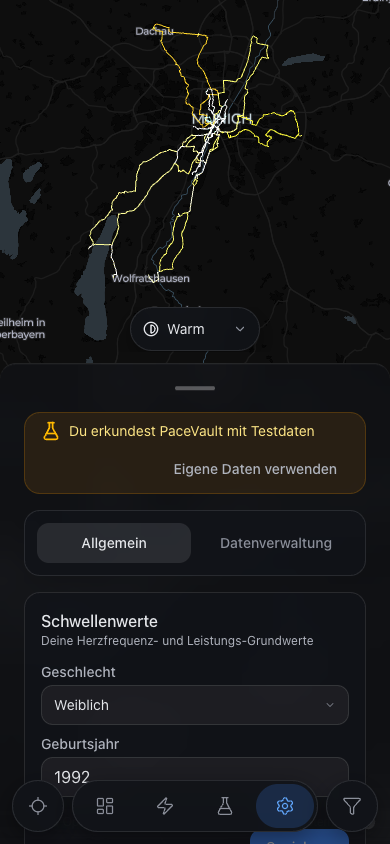 Dachau
MUNICH
Wolfratshausen
eilheim in
erbayern
Warm
Du erkundest PaceVault mit Testdaten
Eigene Daten verwenden
Allgemein
Datenverwaltung
Schwellenwerte
Deine Herzfrequenz- und Leistungs-Grundwerte
Geschlecht
Weiblich
Geburtsjahr
1992